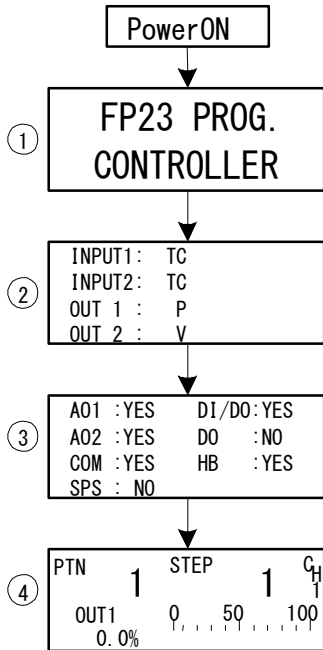 PowerON
① FP23 PROG.
CONTROLLER
② INPUT1: TC
INPUT2: TC
OUT 1 : P
OUT 2 : V
③ AO1 :YES DI/DO:YES
AO2 :YES DO :NO
COM :YES HB :YES
SPS : NO
④ PTN 1 STEP 1 CH1
OUT1 0 50 100
0.0%